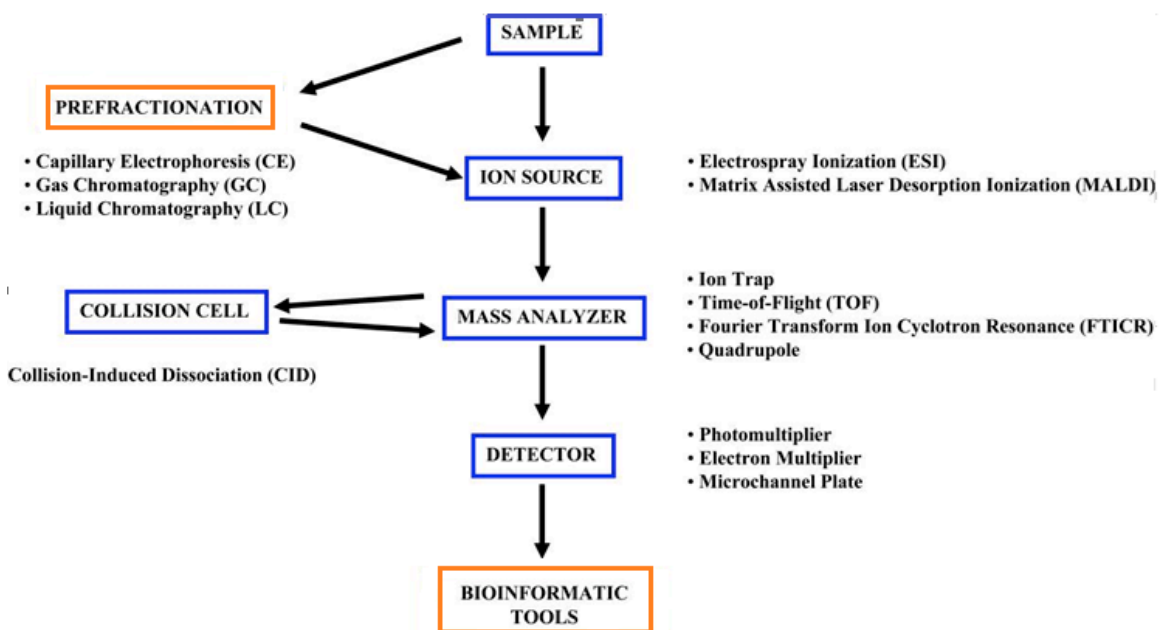 SAMPLE
PREFRACTIONATION
• Capillary Electrophoresis (CE)
• Gas Chromatography (GC)
• Liquid Chromatography (LC)
ION SOURCE
• Electrospray Ionization (ESI)
• Matrix Assisted Laser Desorption Ionization (MALDI)
COLLISION CELL
Collision-Induced Dissociation (CID)
MASS ANALYZER
• Ion Trap
• Time-of-Flight (TOF)
• Fourier Transform Ion Cyclotron Resonance (FTICR)
• Quadrupole
DETECTOR
• Photomultiplier
• Electron Multiplier
• Microchannel Plate
BIOINFORMATIC
TOOLS